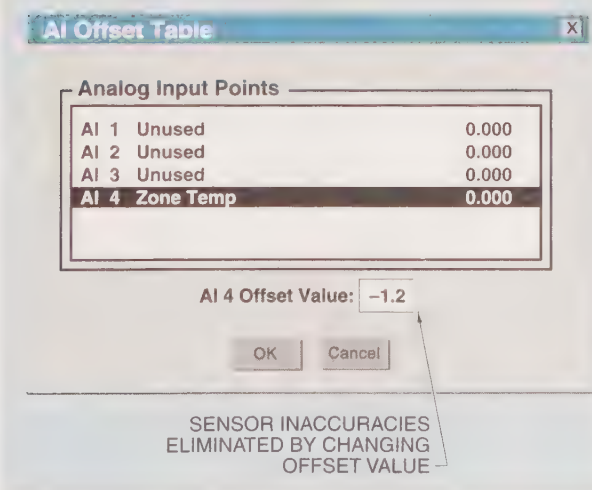 AI Offset Table X
Analog Input Points
AI 1 Unused 0.000
AI 2 Unused 0.000
AI 3 Unused 0.000
AI 4 Zone Temp 0.000
AI 4 Offset Value: –1.2
OK Cancel
SENSOR INACCURACIES
ELIMINATED BY CHANGING
OFFSET VALUE